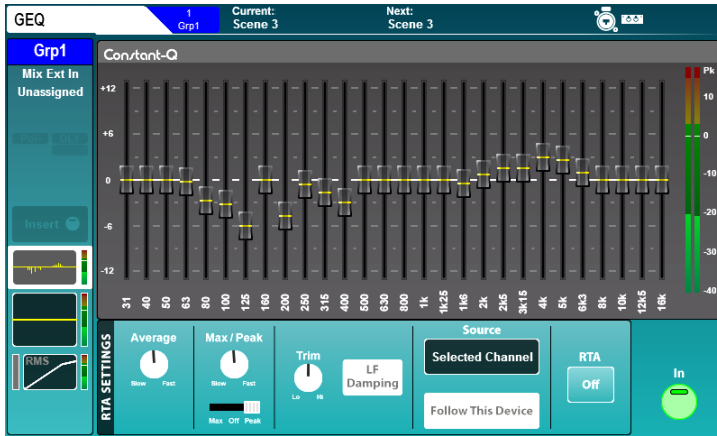 GEQ
1
Grp1
Current:
Scene 3
Next:
Scene 3
Grp1
Mix Ext In
Unassigned
Insert
RMS
Constant-Q
+12
+6
0
-6
-12
31 40 50 63 80 100 125 160 200 250 315 400 500 630 800 1k 1k25 1k6 2k 2k5 3k15 4k 5k 6k3 8k 10k 12k5 16k
Pk
10
0
-10
-20
-30
-40
RTA SETTINGS
Average
Slow Fast
Max / Peak
Slow Fast
Max Off Peak
Trim
Lo Hi
LF
Damping
Source
Selected Channel
Follow This Device
RTA
Off
In